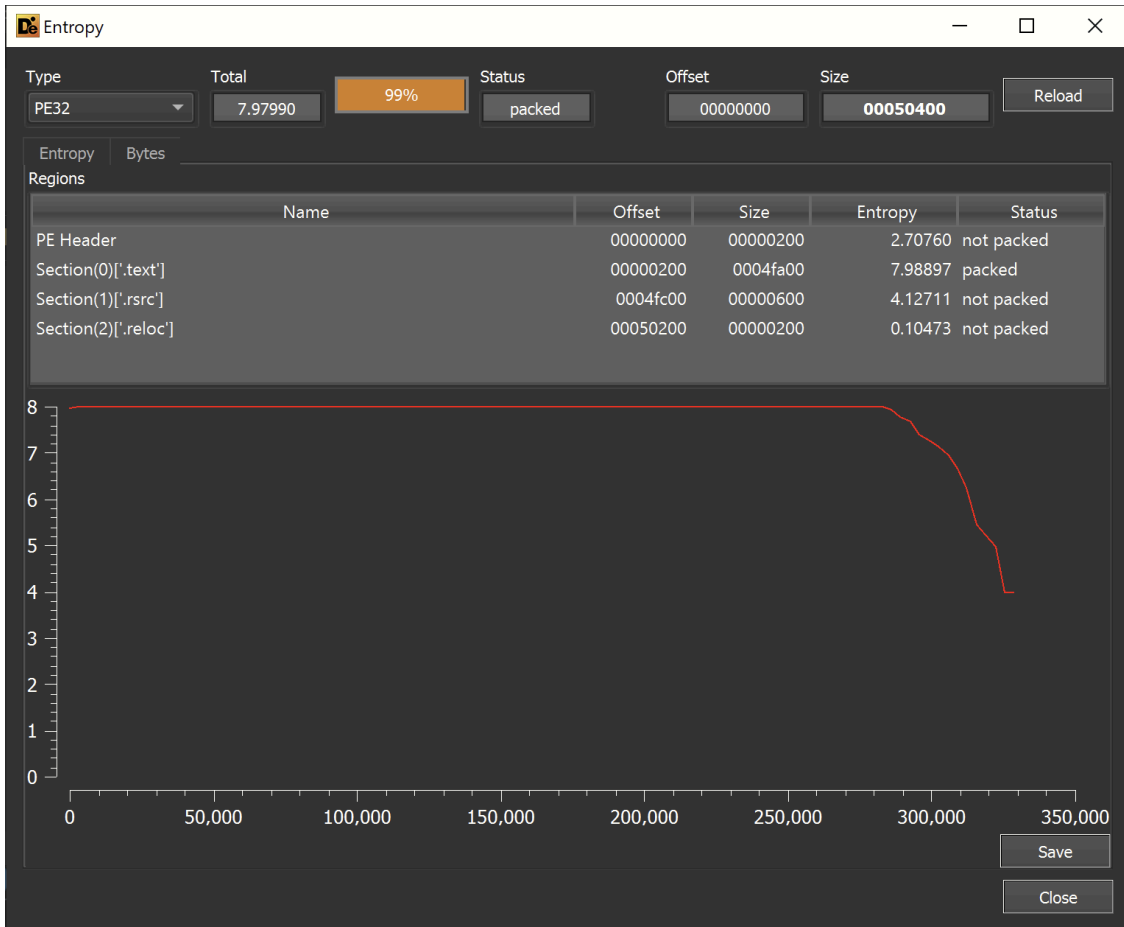 De Entropy
Type Total Status Offset Size
PE32 7.97990 99% packed 00000000 00050400 Reload
Entropy Bytes
Regions
Name Offset Size Entropy Status
PE Header 00000000 00000200 2.70760 not packed
Section(0)['.text'] 00000200 0004fa00 7.98897 packed
Section(1)['.rsrc'] 0004fc00 00000600 4.12711 not packed
Section(2)['.reloc'] 00050200 00000200 0.10473 not packed
8
7
6
5
4
3
2
1
0
0 50,000 100,000 150,000 200,000 250,000 300,000 350,000
Save
Close